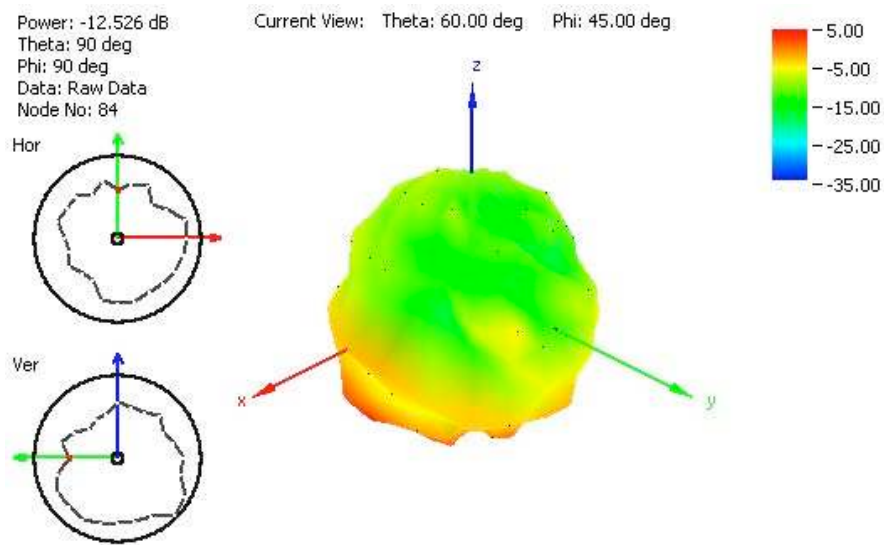 Power: -12.526 dB
Theta: 90 deg
Phi: 90 deg
Data: Raw Data
Node No: 84
Current View: Theta: 60.00 deg Phi: 45.00 deg
Hor
Ver
z
x
y
5.00
-5.00
-15.00
-25.00
-35.00